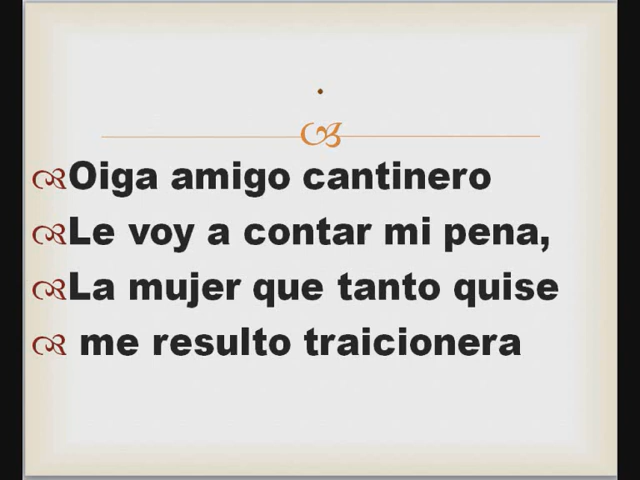 Oiga amigo cantinero
Le voy a contar mi pena,
La mujer que tanto quise
me resulto traicionera